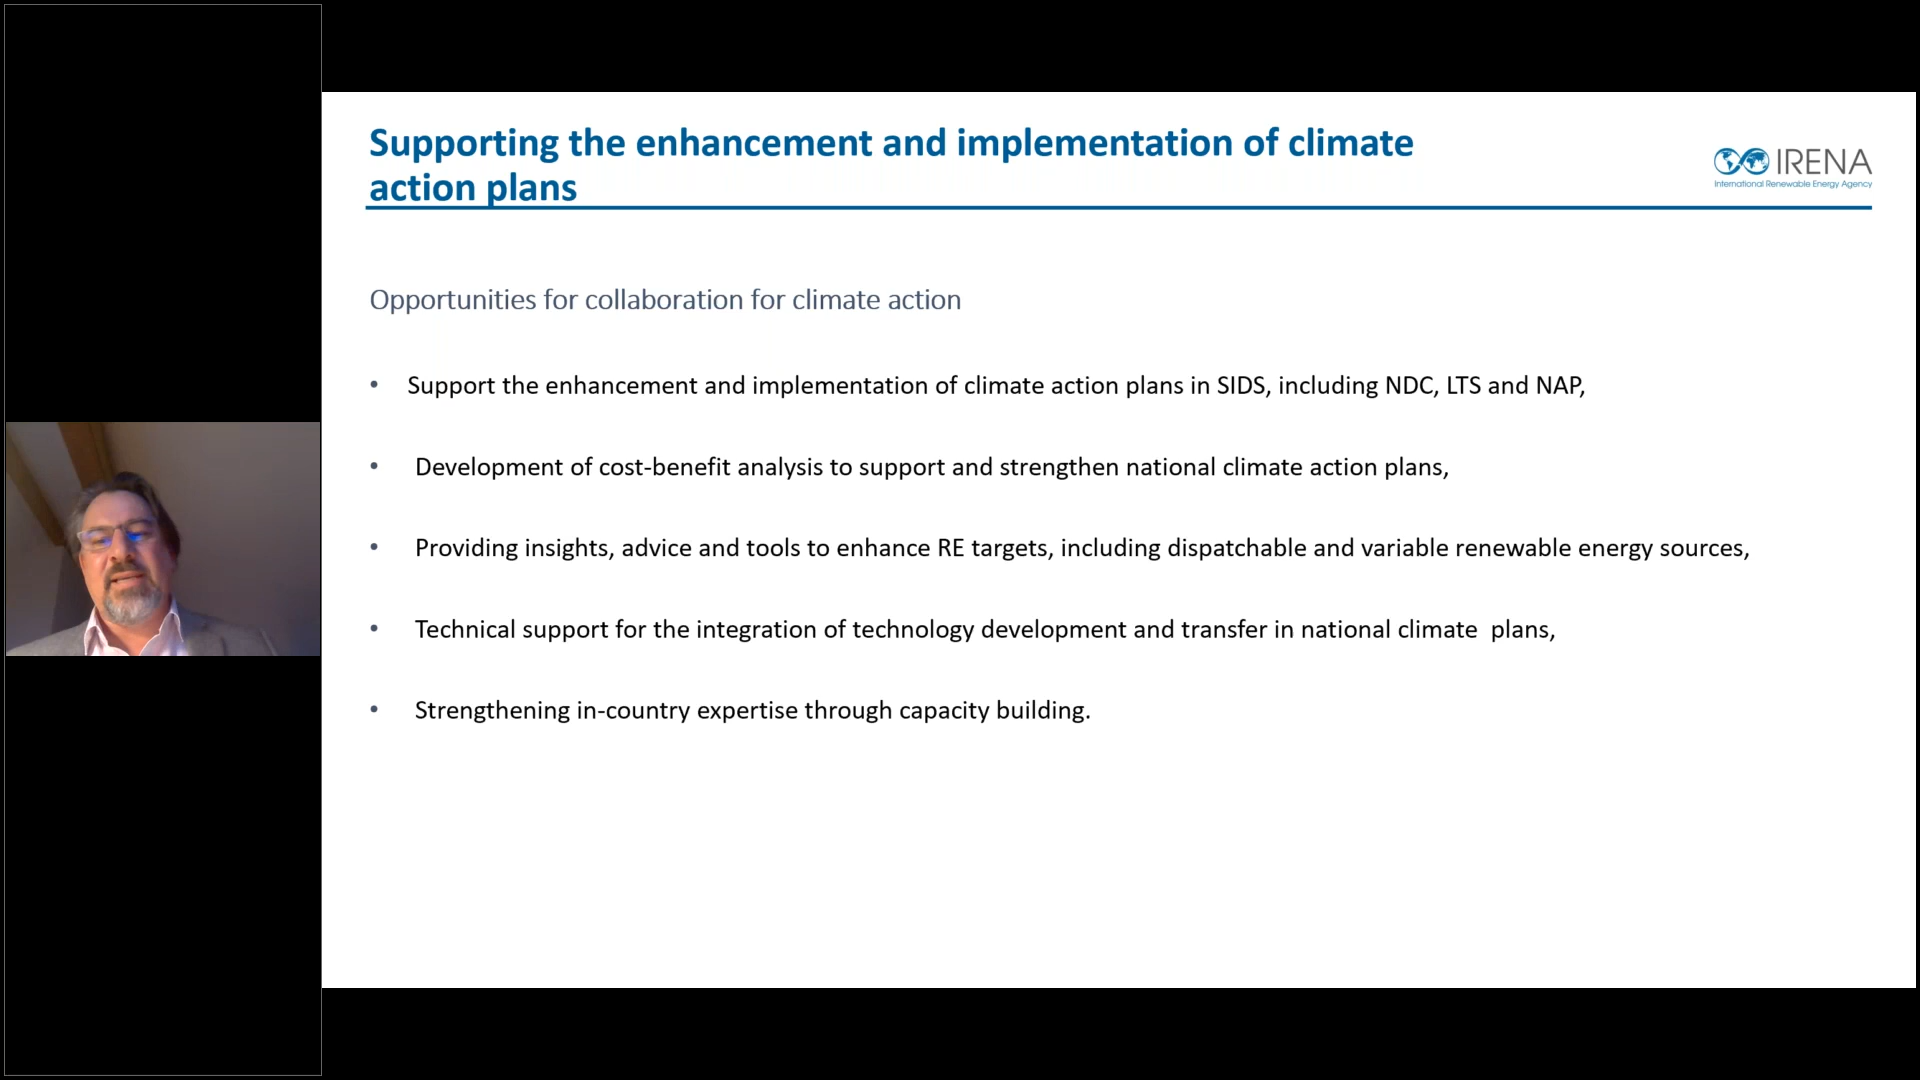 Supporting the enhancement and implementation of climate
action plans
IRENA
International Renewable Energy Agency
Opportunities for collaboration for climate action
• Support the enhancement and implementation of climate action plans in SIDS, including NDC, LTS and NAP,
• Development of cost-benefit analysis to support and strengthen national climate action plans,
• Providing insights, advice and tools to enhance RE targets, including dispatchable and variable renewable energy sources,
• Technical support for the integration of technology development and transfer in national climate  plans,
• Strengthening in-country expertise through capacity building.